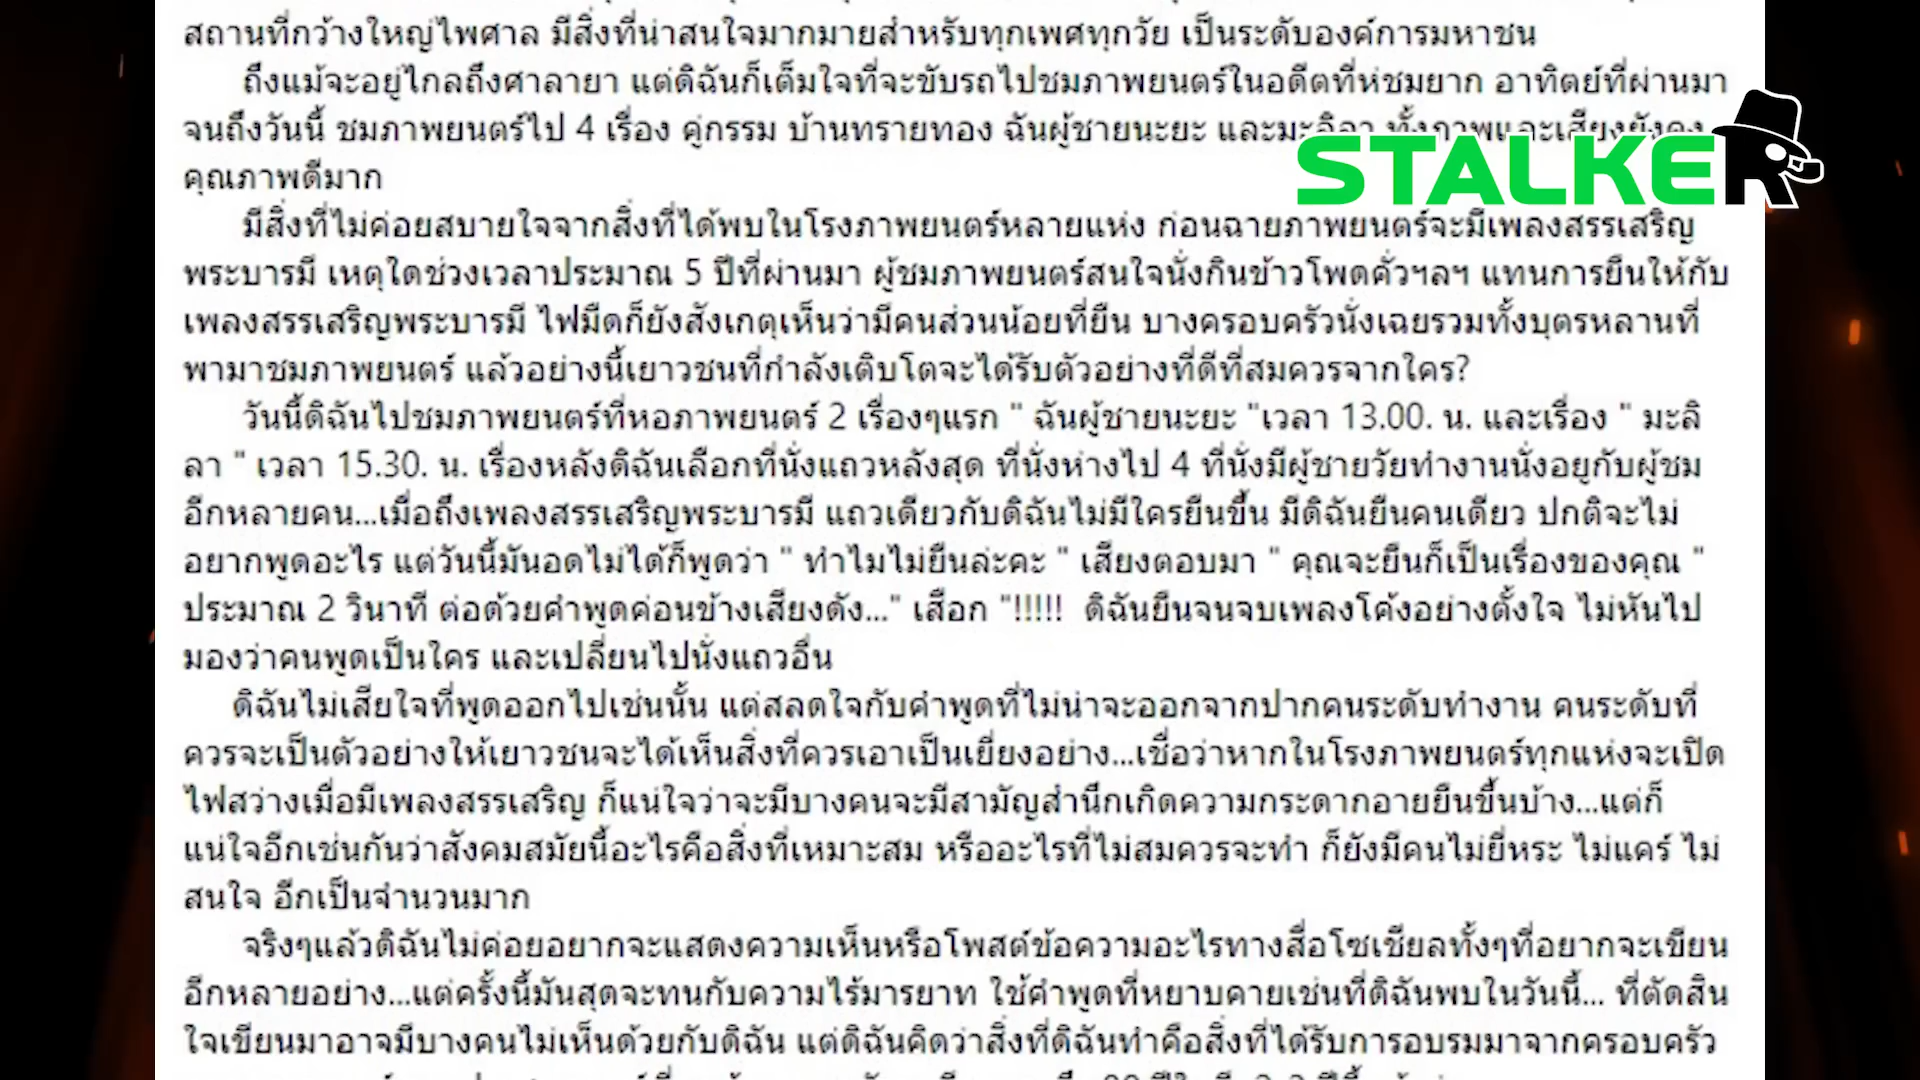 สถานที่กว้างใหญ่ไพศาล มีสิ่งที่น่าสนใจมากมายสำหรับทุกเพศทุกวัย เป็นระดับองค์การมหาชน
ถึงแม้จะอยู่ไกลถึงศาลายา แต่ดิฉันก็เต็มใจที่จะขับรถไปชมภาพยนตร์ในอดีตที่ห่ชมยาก อาทิตย์ที่ผ่านมา
จนถึงวันนี้ ชมภาพยนตร์ไป 4 เรื่อง คู่กรรม บ้านทรายทอง ฉันผู้ชายนะยะ และมะลิลา ทั้งภาพและเสียงยังคง
STALKER
คุณภาพดีมาก
มีสิ่งที่ไม่ค่อยสบายใจจากสิ่งที่ได้พบในโรงภาพยนตร์หลายแห่ง ก่อนฉายภาพยนตร์จะมีเพลงสรรเสริญ
พระบารมี เหตุใดช่วงเวลาประมาณ 5 ปีที่ผ่านมา ผู้ชมภาพยนตร์สนใจนั่งกินข้าวโพดคั่วฯลฯ แทนการยืนให้กับ
เพลงสรรเสริญพระบารมี ไฟมืดก็ยังสังเกตุเห็นว่ามีคนส่วนน้อยที่ยืน บางครอบครัวนั่งเฉยรวมทั้งบุตรหลานที่
พามาชมภาพยนตร์ แล้วอย่างนี้เยาวชนที่กำลังเติบโตจะได้รับตัวอย่างที่ดีที่สมควรจากใคร?
วันนี้ดิฉันไปชมภาพยนตร์ที่หอภาพยนตร์ 2 เรื่องๆแรก " ฉันผู้ชายนะยะ "เวลา 13.00. น. และเรื่อง " มะลิ
ลา " เวลา 15.30. น. เรื่องหลังดิฉันเลือกที่นั่งแถวหลังสุด ที่นั่งห่างไป 4 ที่นั่งมีผู้ชายวัยทำงานนั่งอยูกับผู้ชม
อีกหลายคน...เมื่อถึงเพลงสรรเสริญพระบารมี แถวเดียวกับดิฉันไม่มีใครยืนขึ้น มีดิฉันยืนคนเดียว ปกติจะไม่
อยากพูดอะไร แต่วันนี้มันอดไม่ได้ก็พูดว่า " ทำไมไม่ยืนล่ะคะ " เสียงตอบมา " คุณจะยืนก็เป็นเรื่องของคุณ "
ประมาณ 2 วินาที ต่อด้วยคำพูดค่อนข้างเสียงดัง..." เสือก "!!!!! ดิฉันยืนจนจบเพลงโค้งอย่างตั้งใจ ไม่หันไป
มองว่าคนพูดเป็นใคร และเปลี่ยนไปนั่งแถวอื่น
ดิฉันไม่เสียใจที่พูดออกไปเช่นนั้น แต่สลดใจกับคำพูดที่ไม่น่าจะออกจากปากคนระดับทำงาน คนระดับที่
ควรจะเป็นตัวอย่างให้เยาวชนจะได้เห็นสิ่งที่ควรเอาเป็นเยี่ยงอย่าง...เชื่อว่าหากในโรงภาพยนตร์ทุกแห่งจะเปิด
ไฟสว่างเมื่อมีเพลงสรรเสริญ ก็แน่ใจว่าจะมีบางคนจะมีสามัญสำนึกเกิดความกระดากอายยืนขึ้นบ้าง...แต่ก็
แน่ใจอีกเช่นกันว่าสังคมสมัยนี้อะไรคือสิ่งที่เหมาะสม หรืออะไรที่ไม่สมควรจะทำ ก็ยังมีคนไม่ยี่หระ ไม่แคร์ ไม่
สนใจ อีกเป็นจำนวนมาก
จริงๆแล้วดิฉันไม่ค่อยอยากจะแสดงความเห็นหรือโพสต์ข้อความอะไรทางสื่อโซเชียลทั้งๆที่อยากจะเขียน
อีกหลายอย่าง...แต่ครั้งนี้มันสุดจะทนกับความไร้มารยาท ใช้คำพูดที่หยาบคายเช่นที่ดิฉันพบในวันนี้... ที่ตัดสิน
ใจเขียนมาอาจมีบางคนไม่เห็นด้วยกับดิฉัน แต่ดิฉันคิดว่าสิ่งที่ดิฉันทำคือสิ่งที่ได้รับการอบรมมาจากครอบครัว